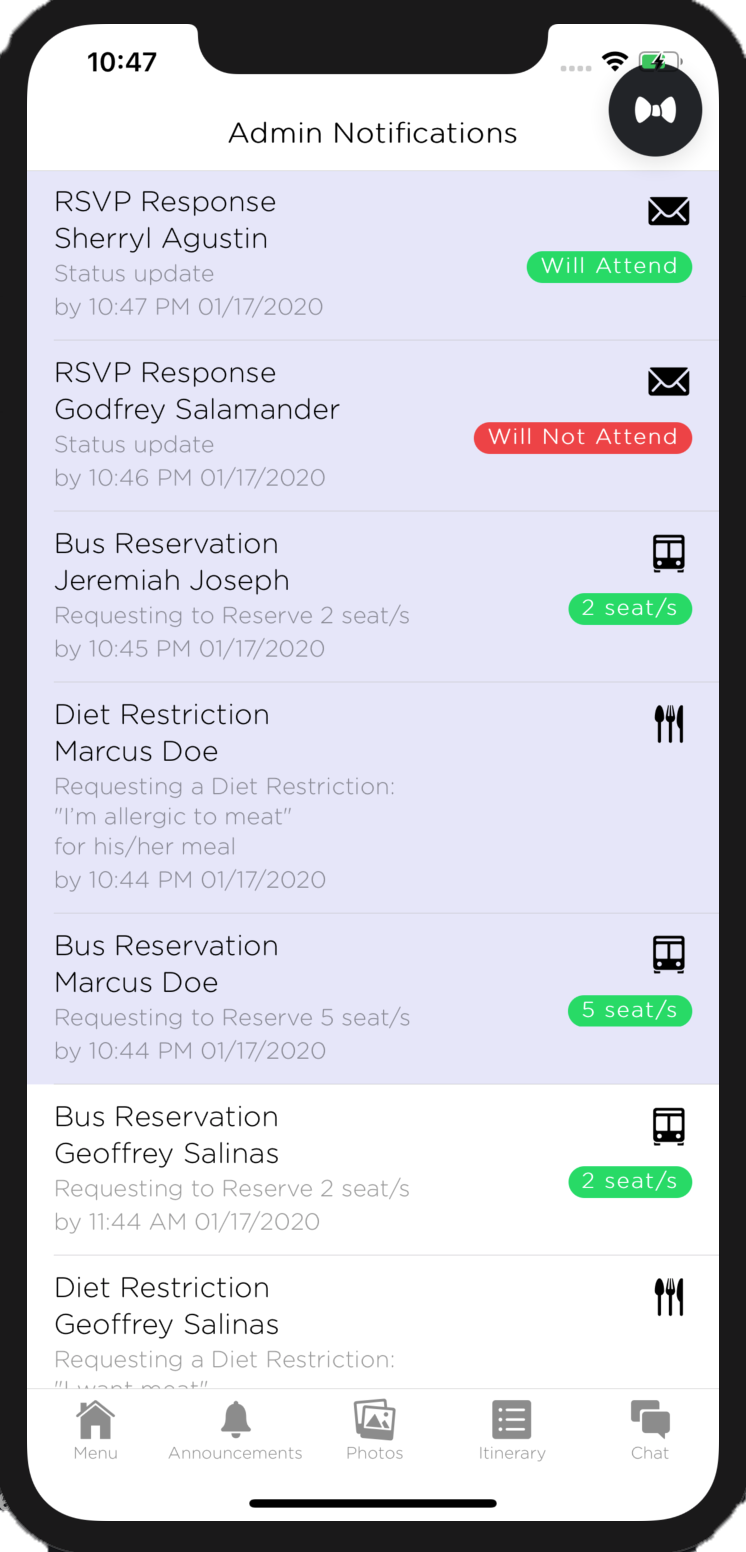 10:47
Admin Notifications
RSVP Response
Sherryl Agustin
Status update
Will Attend
by 10:47 PM 01/17/2020
RSVP Response
Godfrey Salamander
Status update
Will Not Attend
by 10:46 PM 01/17/2020
Bus Reservation
Jeremiah Joseph
Requesting to Reserve 2 seat/s
2 seat/s
by 10:45 PM 01/17/2020
Diet Restriction
Marcus Doe
Requesting a Diet Restriction:
"I'm allergic to meat"
for his/her meal
by 10:44 PM 01/17/2020
Bus Reservation
Marcus Doe
Requesting to Reserve 5 seat/s
5 seat/s
by 10:44 PM 01/17/2020
Bus Reservation
Geoffrey Salinas
Requesting to Reserve 2 seat/s
2 seat/s
by 11:44 AM 01/17/2020
Diet Restriction
Geoffrey Salinas
Requesting a Diet Restriction:
"I want meat"
Menu
Announcements
Photos
Itinerary
Chat